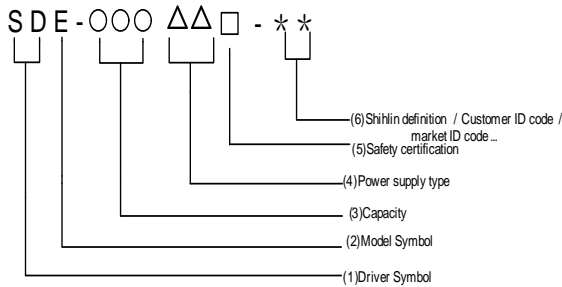 SDE-○○○ △△□-**
(6)Shihlin definition / Customer ID code /
market ID code...
(5)Safety certification
(4)Power supply type
(3)Capacity
(2)Model Symbol
(1)Driver Symbol